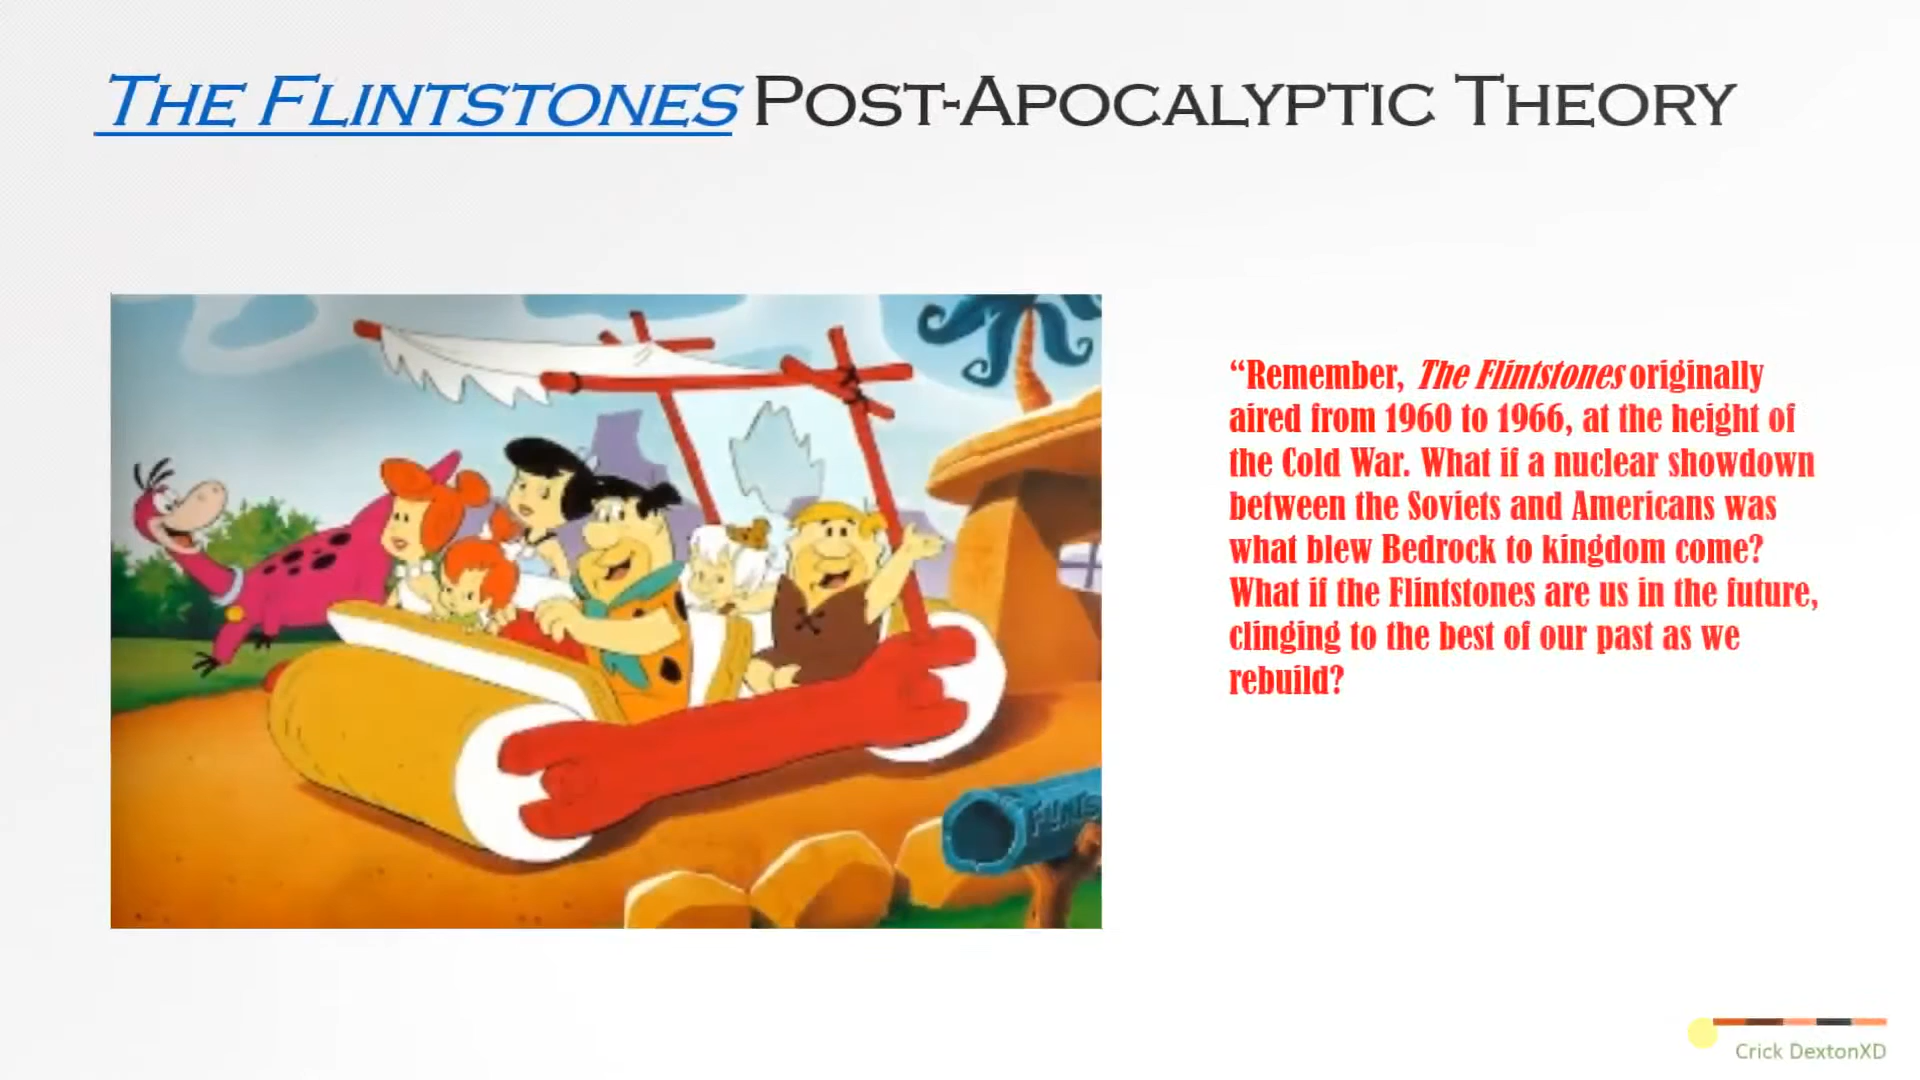 THE FLINTSTONES POST-APOCALYPTIC THEORY
“Remember, The Flintstones originally
aired from 1960 to 1966, at the height of
the Cold War. What if a nuclear showdown
between the Soviets and Americans was
what blew Bedrock to kingdom come?
What if the Flintstones are us in the future,
clinging to the best of our past as we
rebuild?
FLINTS
Crick DextonXD